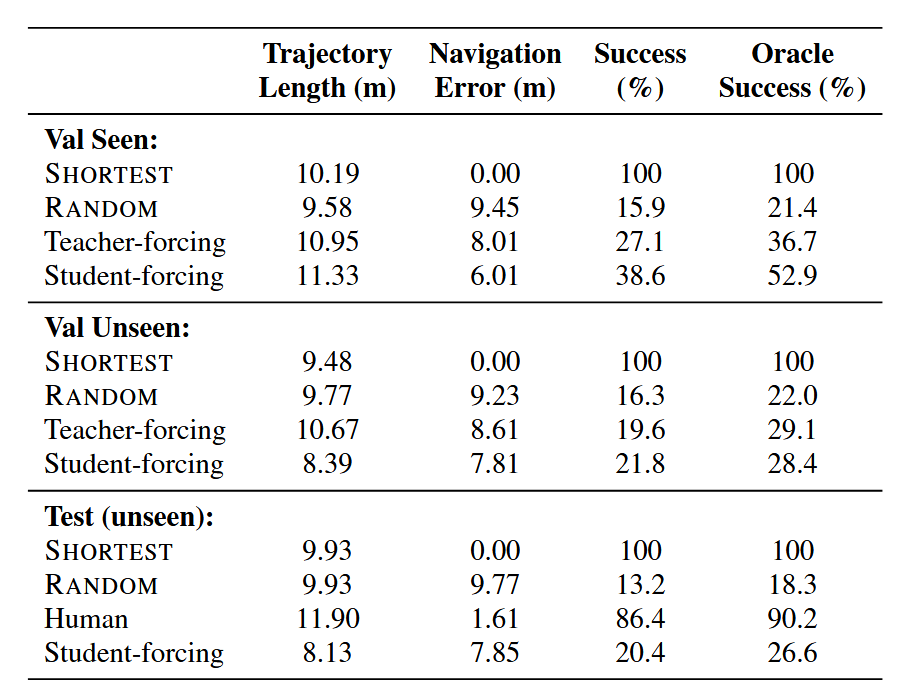 Trajectory Navigation Success Oracle
Length (m) Error (m) (%) Success (%)
Val Seen:
SHORTEST 10.19 0.00 100 100
RANDOM 9.58 9.45 15.9 21.4
Teacher-forcing 10.95 8.01 27.1 36.7
Student-forcing 11.33 6.01 38.6 52.9
Val Unseen:
SHORTEST 9.48 0.00 100 100
RANDOM 9.77 9.23 16.3 22.0
Teacher-forcing 10.67 8.61 19.6 29.1
Student-forcing 8.39 7.81 21.8 28.4
Test (unseen):
SHORTEST 9.93 0.00 100 100
RANDOM 9.93 9.77 13.2 18.3
Human 11.90 1.61 86.4 90.2
Student-forcing 8.13 7.85 20.4 26.6